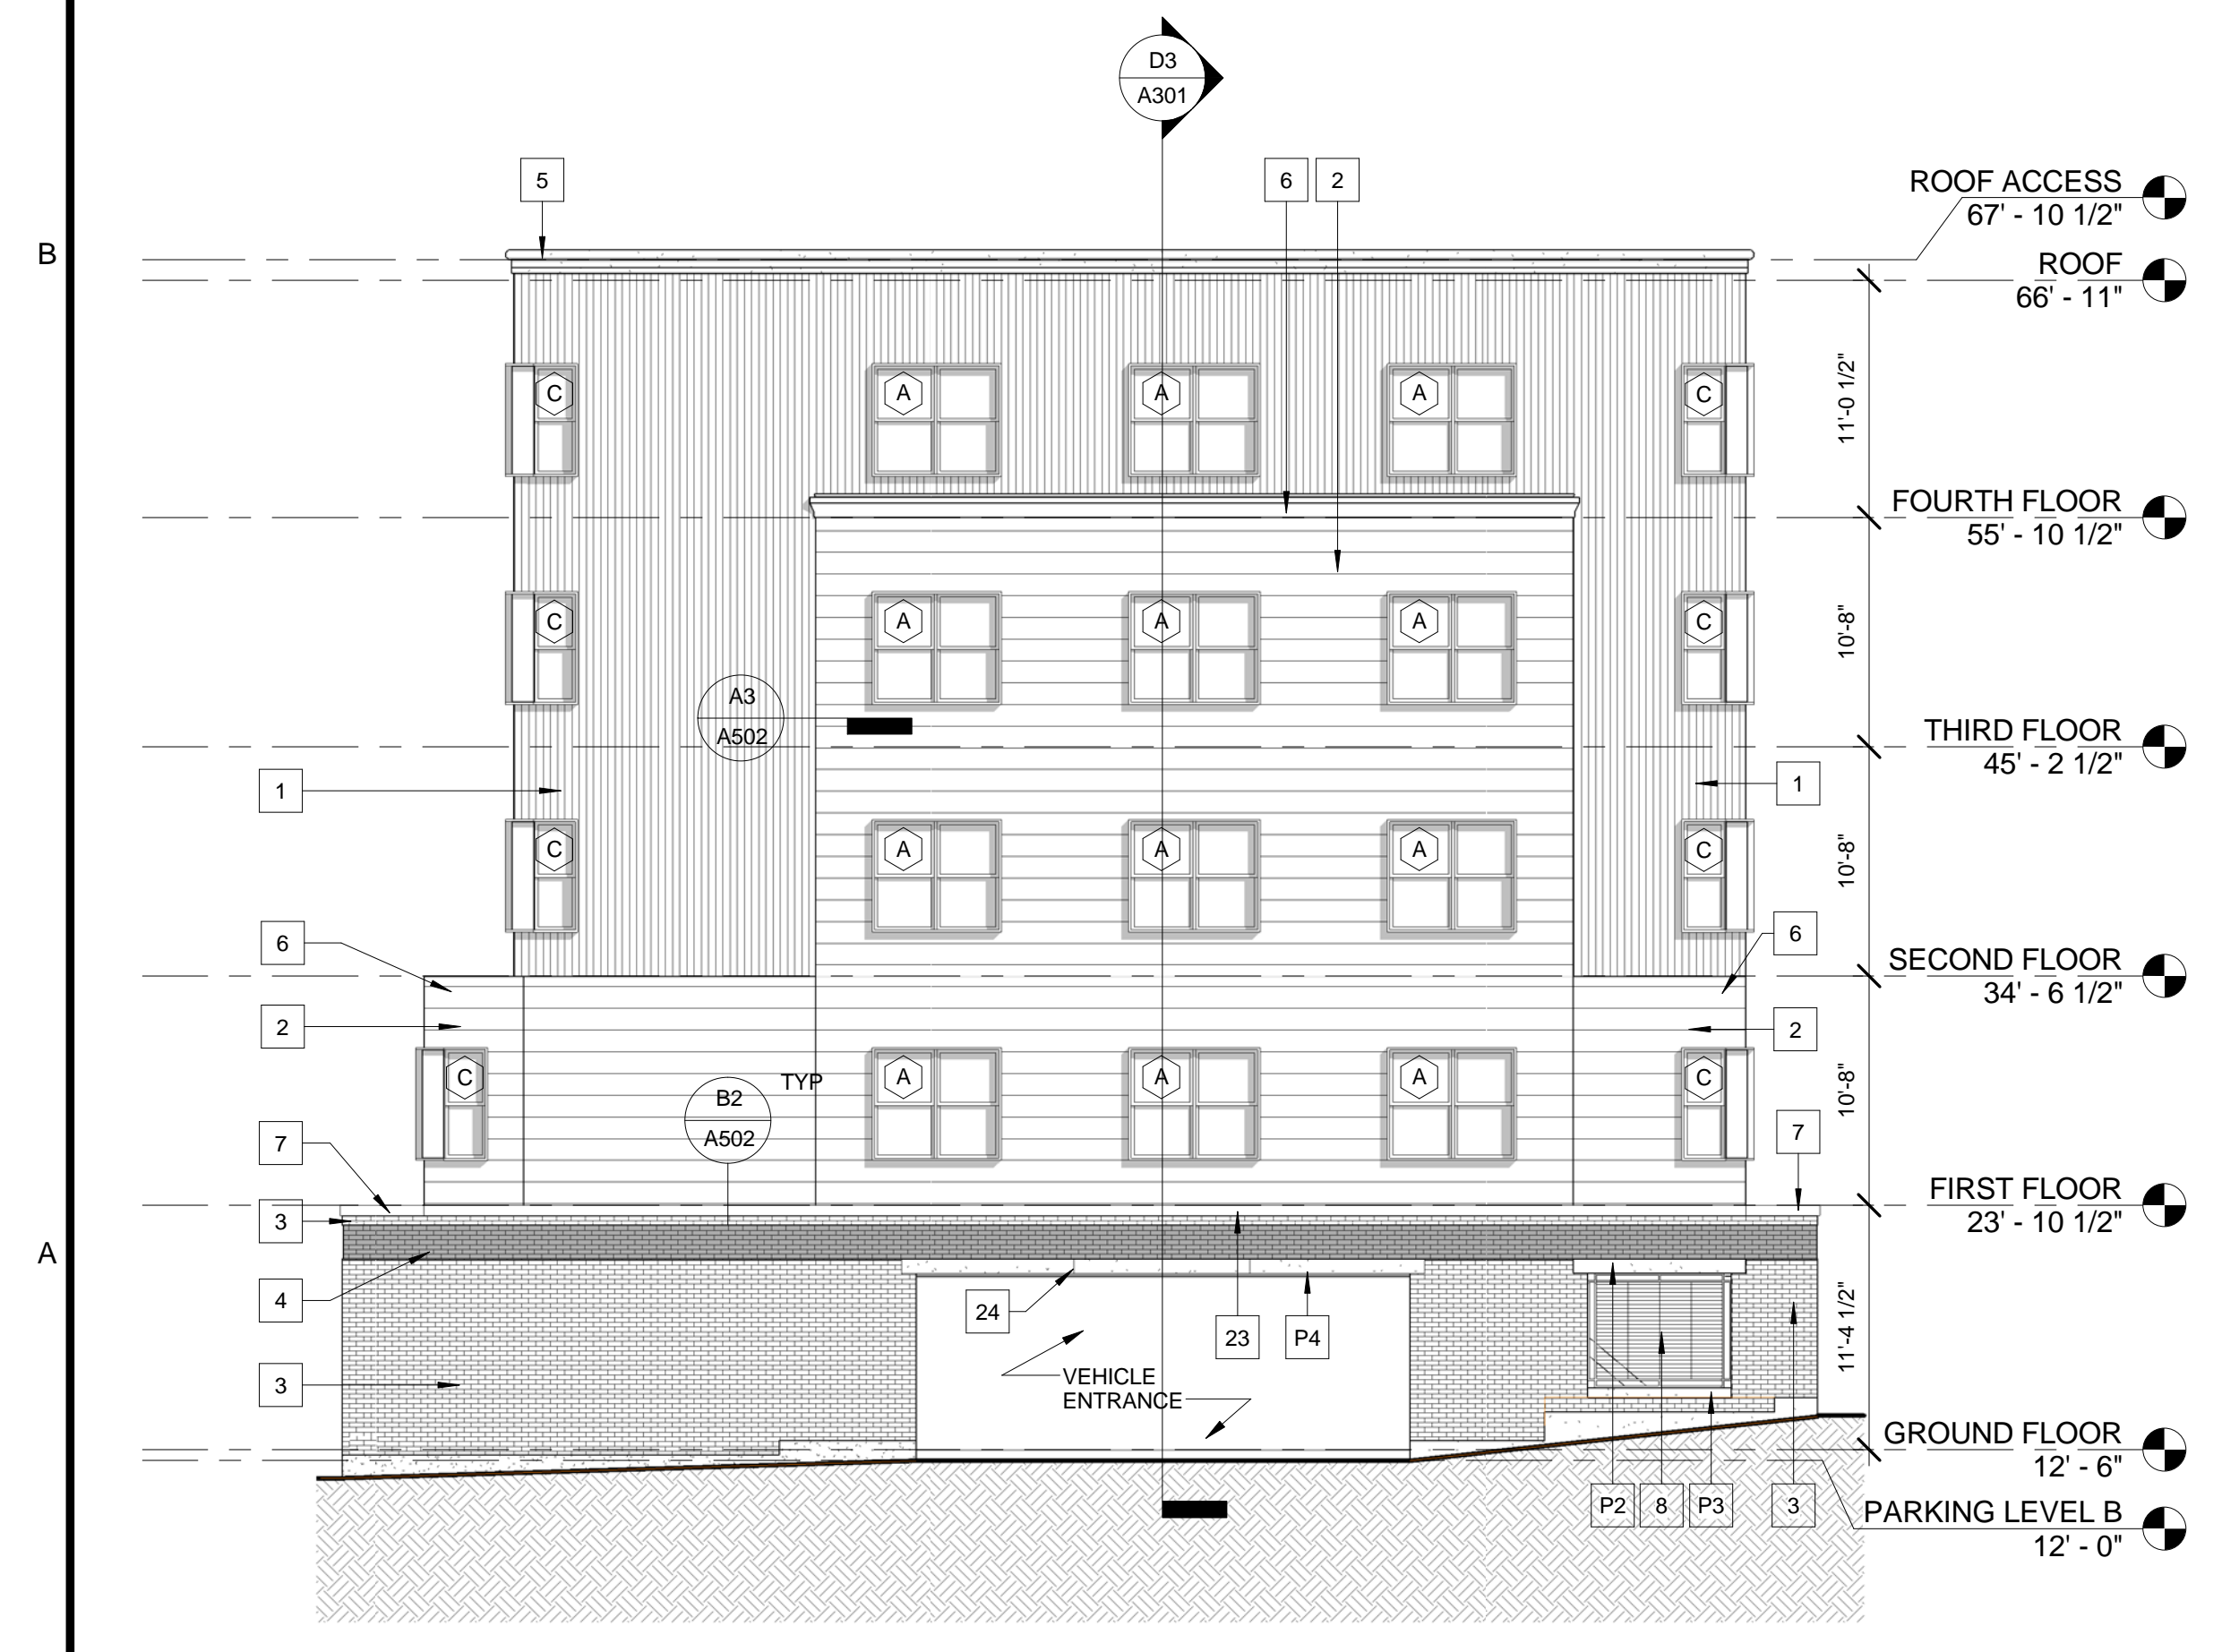 D3
A301
5
6
2
ROOF ACCESS
67' - 10 1/2"
B
ROOF
66' - 11"
11'-0 1/2"
C
A
A
A
C
FOURTH FLOOR
55' - 10 1/2"
C
A
A
A
C
10'-8"
A3
A502
THIRD FLOOR
45' - 2 1/2"
1
1
C
A
A
A
C
10'-8"
6
6
SECOND FLOOR
34' - 6 1/2"
2
2
C
TYP
A
A
A
C
10'-8"
B2
A502
7
7
FIRST FLOOR
23' - 10 1/2"
3
A
4
24
23
P4
11'-4 1/2"
VEHICLE
ENTRANCE
3
GROUND FLOOR
12' - 6"
P2
8
P3
3
PARKING LEVEL B
12' - 0"